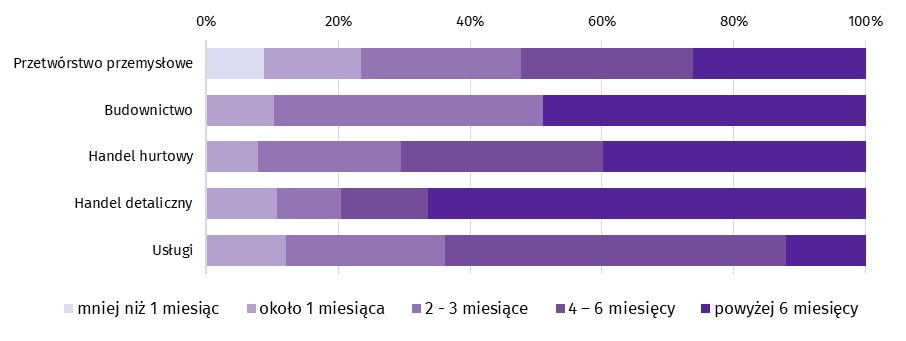 0% 20% 40% 60% 80% 100%
Przetwórstwo przemysłowe
Budownictwo
Handel hurtowy
Handel detaliczny
Usługi
mniej niż 1 miesiąc około 1 miesiąca 2 - 3 miesiące 4 – 6 miesięcy powyżej 6 miesięcy